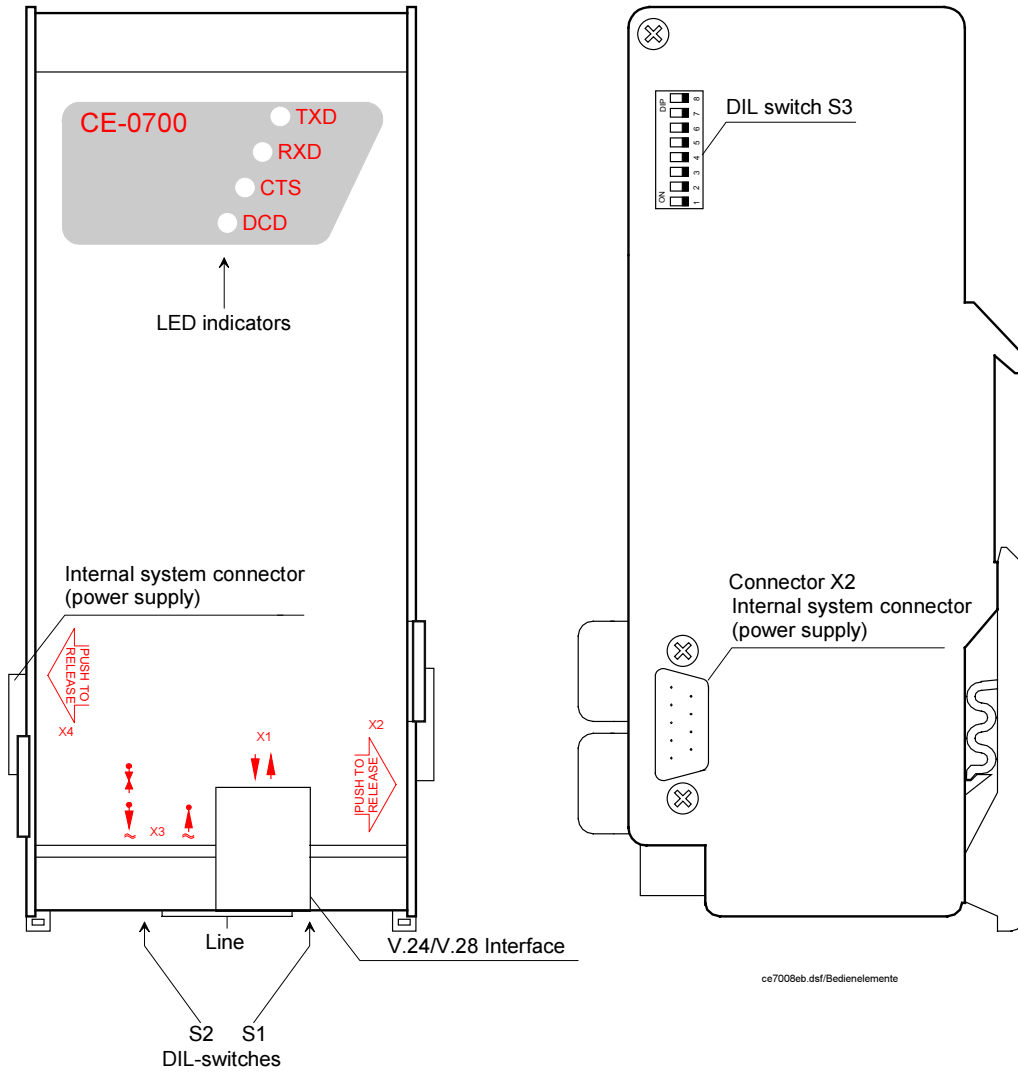 CE-0700
TXD
RXD
CTS
DCD
LED indicators
Internal system connector
(power supply)
PUSH TO
RELEASE
X4
X3
X1
X2
PUSH TO
RELEASE
Line
V.24/V.28 Interface
S2 S1
DIL-switches
DIP
ON
8
7
6
5
4
3
2
1
DIL switch S3
Connector X2
Internal system connector
(power supply)
ce7008eb.dsf/Bedienelemente